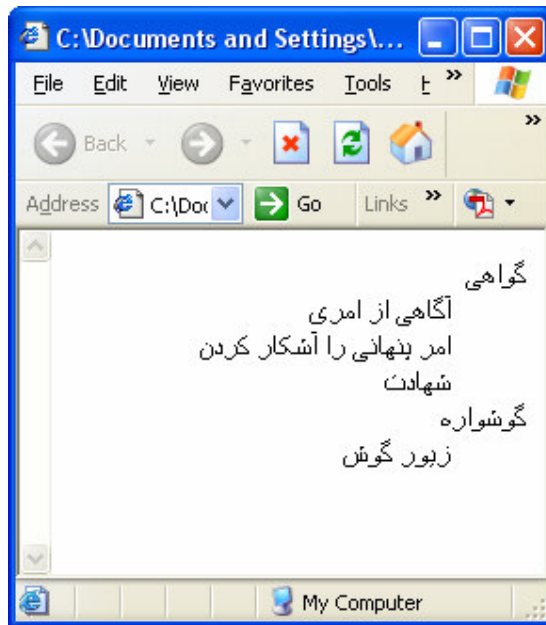 C:\Documents and Settings\...
File Edit View Favorites Tools »
Back »
Address C:\Doc Go Links »
گواهی
آگاهی از امری
امر پنهانی را آشکار کردن
شهادت
گوشواره
زیور گوش
My Computer